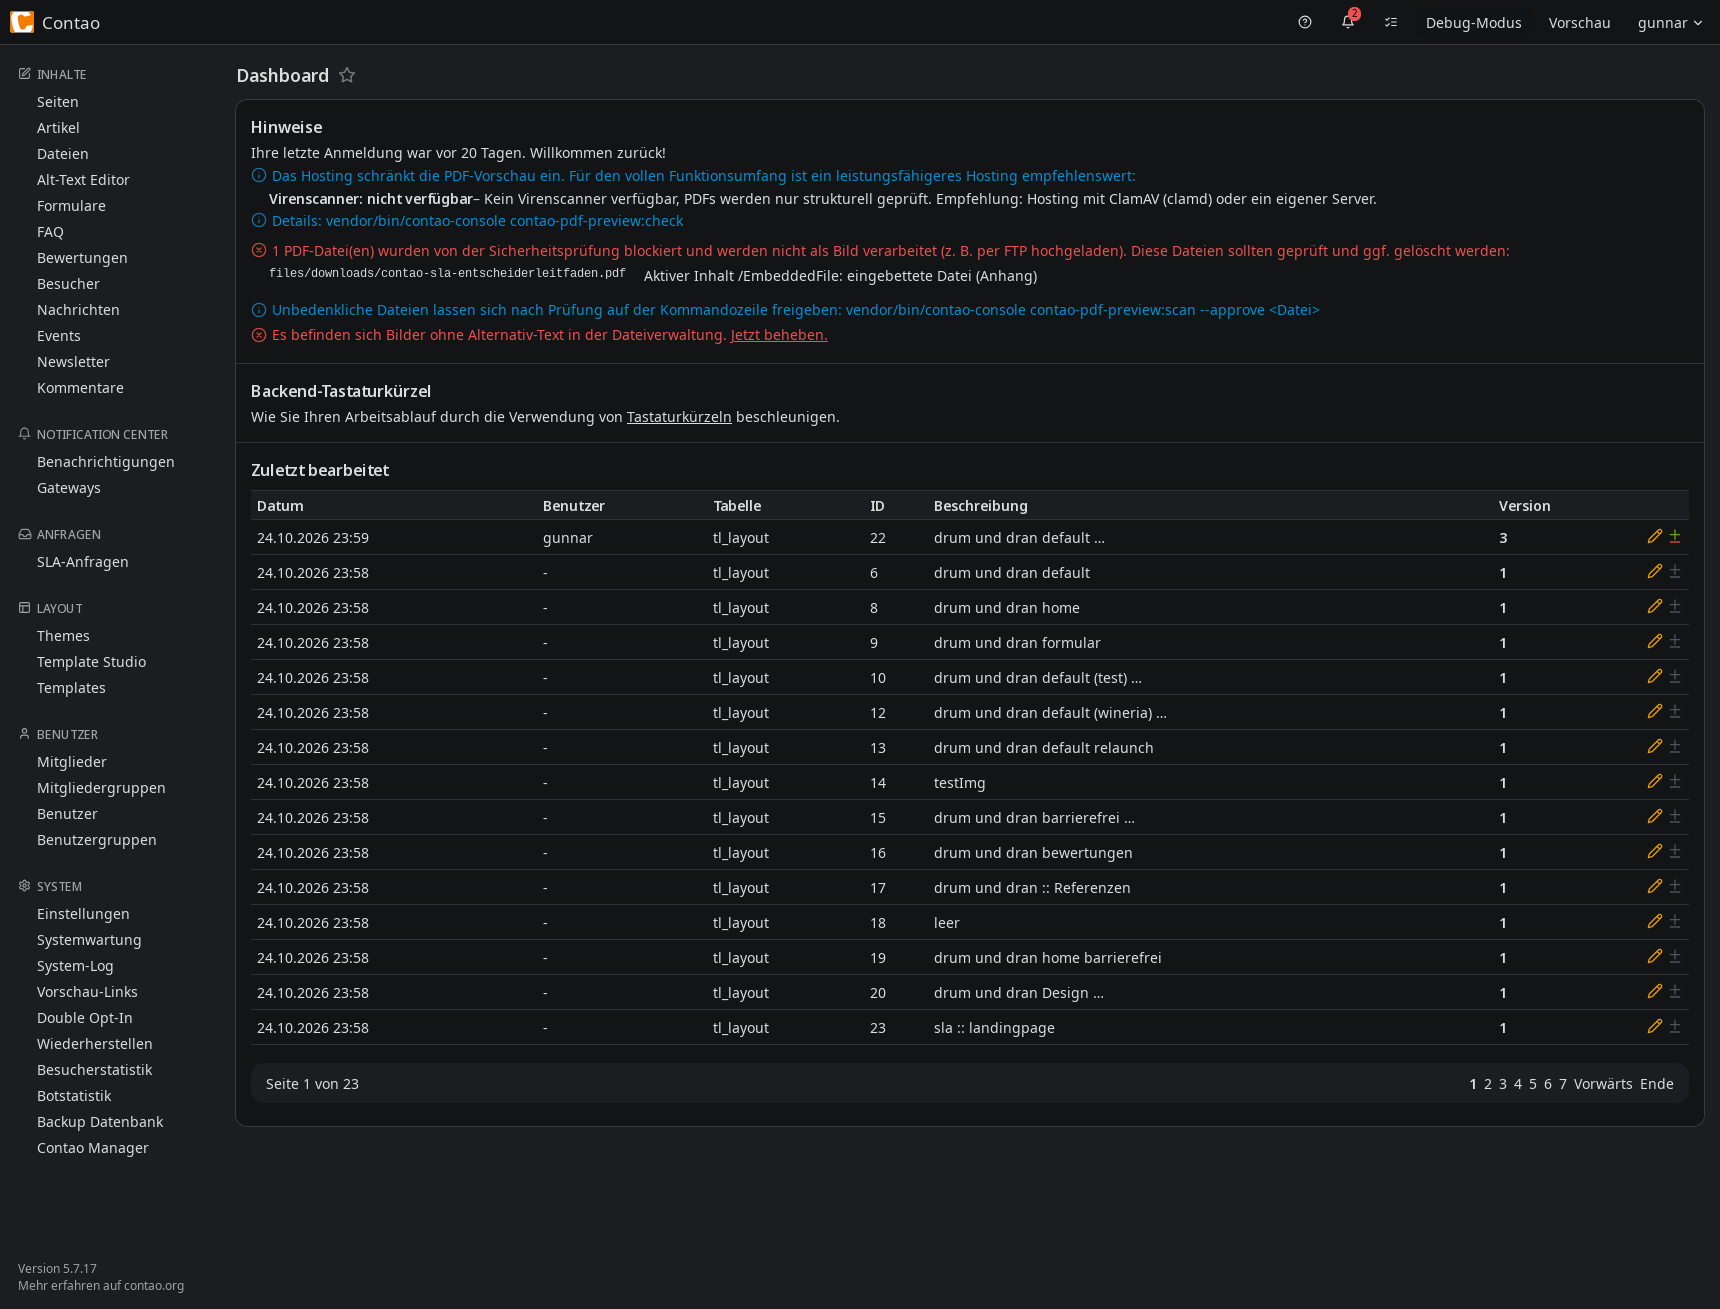 Contao
2
Debug-Modus
Vorschau
gunnar
INHALTE
Seiten
Artikel
Dateien
Alt-Text Editor
Formulare
FAQ
Bewertungen
Besucher
Nachrichten
Events
Newsletter
Kommentare
NOTIFICATION CENTER
Benachrichtigungen
Gateways
ANFRAGEN
SLA-Anfragen
LAYOUT
Themes
Template Studio
Templates
BENUTZER
Mitglieder
Mitgliedergruppen
Benutzer
Benutzergruppen
SYSTEM
Einstellungen
Systemwartung
System-Log
Vorschau-Links
Double Opt-In
Wiederherstellen
Besucherstatistik
Botstatistik
Backup Datenbank
Contao Manager
Version 5.7.17
Mehr erfahren auf contao.org
Dashboard
Hinweise
Ihre letzte Anmeldung war vor 20 Tagen. Willkommen zurück!
Das Hosting schränkt die PDF-Vorschau ein. Für den vollen Funktionsumfang ist ein leistungsfähigeres Hosting empfehlenswert:
Virenscanner: nicht verfügbar– Kein Virenscanner verfügbar, PDFs werden nur strukturell geprüft. Empfehlung: Hosting mit ClamAV (clamd) oder ein eigener Server.
Details: vendor/bin/contao-console contao-pdf-preview:check
1 PDF-Datei(en) wurden von der Sicherheitsprüfung blockiert und werden nicht als Bild verarbeitet (z. B. per FTP hochgeladen). Diese Dateien sollten geprüft und ggf. gelöscht werden:
files/downloads/contao-sla-entscheiderleitfaden.pdf Aktiver Inhalt /EmbeddedFile: eingebettete Datei (Anhang)
Unbedenkliche Dateien lassen sich nach Prüfung auf der Kommandozeile freigeben: vendor/bin/contao-console contao-pdf-preview:scan --approve <Datei>
Es befinden sich Bilder ohne Alternativ-Text in der Dateiverwaltung. Jetzt beheben.
Backend-Tastaturkürzel
Wie Sie Ihren Arbeitsablauf durch die Verwendung von Tastaturkürzeln beschleunigen.
Zuletzt bearbeitet
Datum Benutzer Tabelle ID Beschreibung Version
24.10.2026 23:59 gunnar tl_layout 22 drum und dran default ... 3
24.10.2026 23:58 - tl_layout 6 drum und dran default 1
24.10.2026 23:58 - tl_layout 8 drum und dran home 1
24.10.2026 23:58 - tl_layout 9 drum und dran formular 1
24.10.2026 23:58 - tl_layout 10 drum und dran default (test) ... 1
24.10.2026 23:58 - tl_layout 12 drum und dran default (wineria) ... 1
24.10.2026 23:58 - tl_layout 13 drum und dran default relaunch 1
24.10.2026 23:58 - tl_layout 14 testImg 1
24.10.2026 23:58 - tl_layout 15 drum und dran barrierefrei ... 1
24.10.2026 23:58 - tl_layout 16 drum und dran bewertungen 1
24.10.2026 23:58 - tl_layout 17 drum und dran :: Referenzen 1
24.10.2026 23:58 - tl_layout 18 leer 1
24.10.2026 23:58 - tl_layout 19 drum und dran home barrierefrei 1
24.10.2026 23:58 - tl_layout 20 drum und dran Design ... 1
24.10.2026 23:58 - tl_layout 23 sla :: landingpage 1
Seite 1 von 23
1 2 3 4 5 6 7 Vorwärts Ende